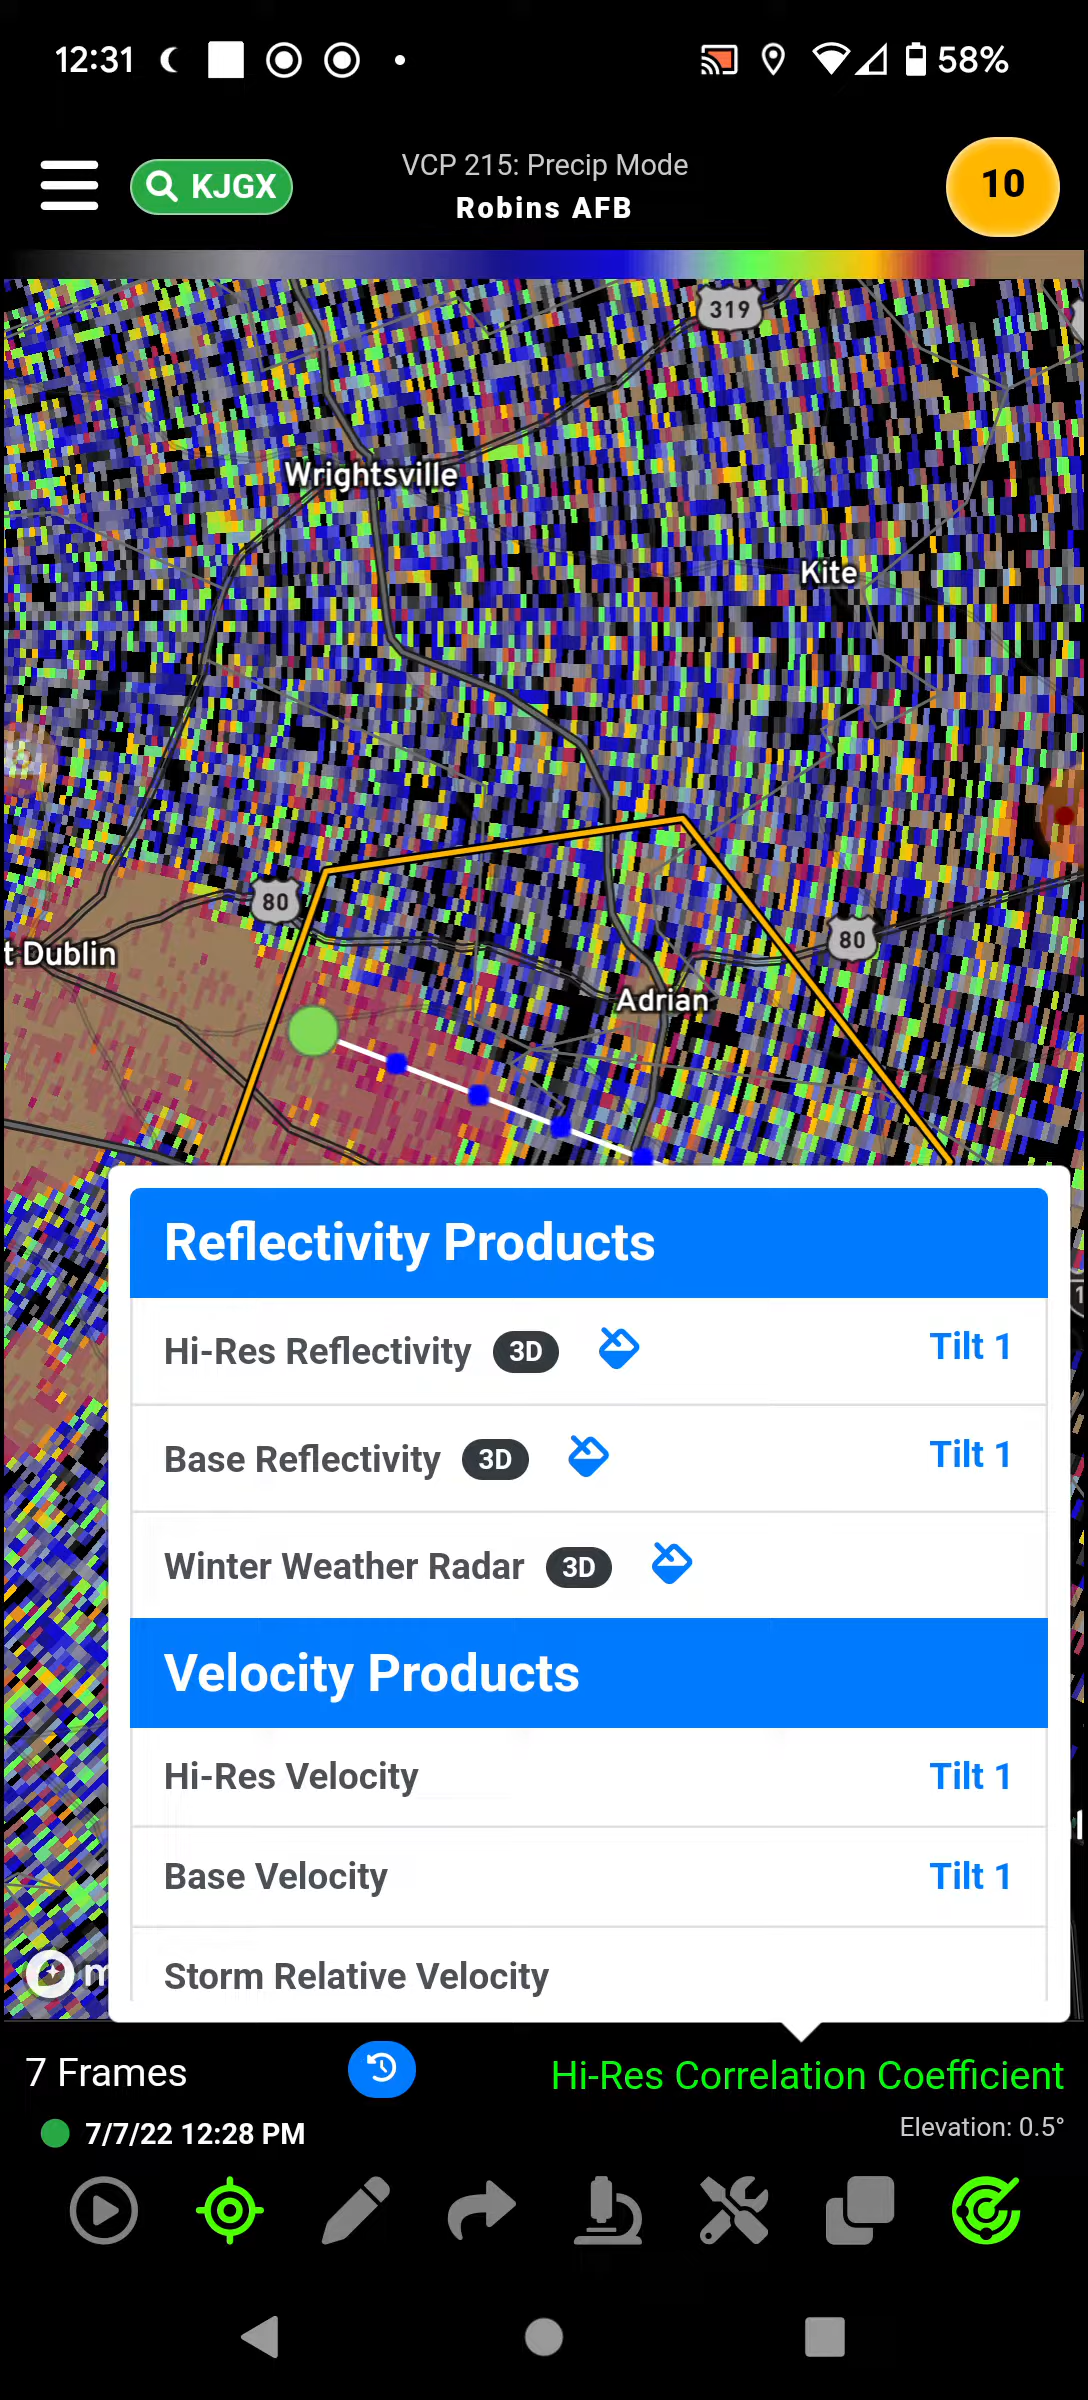 12:31
58%
KJGX
VCP 215: Precip Mode
Robins AFB
10
319
Wrightsville
Kite
80
t Dublin
80
Adrian
Reflectivity Products
Hi-Res Reflectivity 3D Tilt 1
Base Reflectivity 3D Tilt 1
Winter Weather Radar 3D
Velocity Products
Hi-Res Velocity Tilt 1
Base Velocity Tilt 1
Storm Relative Velocity
m
7 Frames
Hi-Res Correlation Coefficient
7/7/22 12:28 PM
Elevation: 0.5°